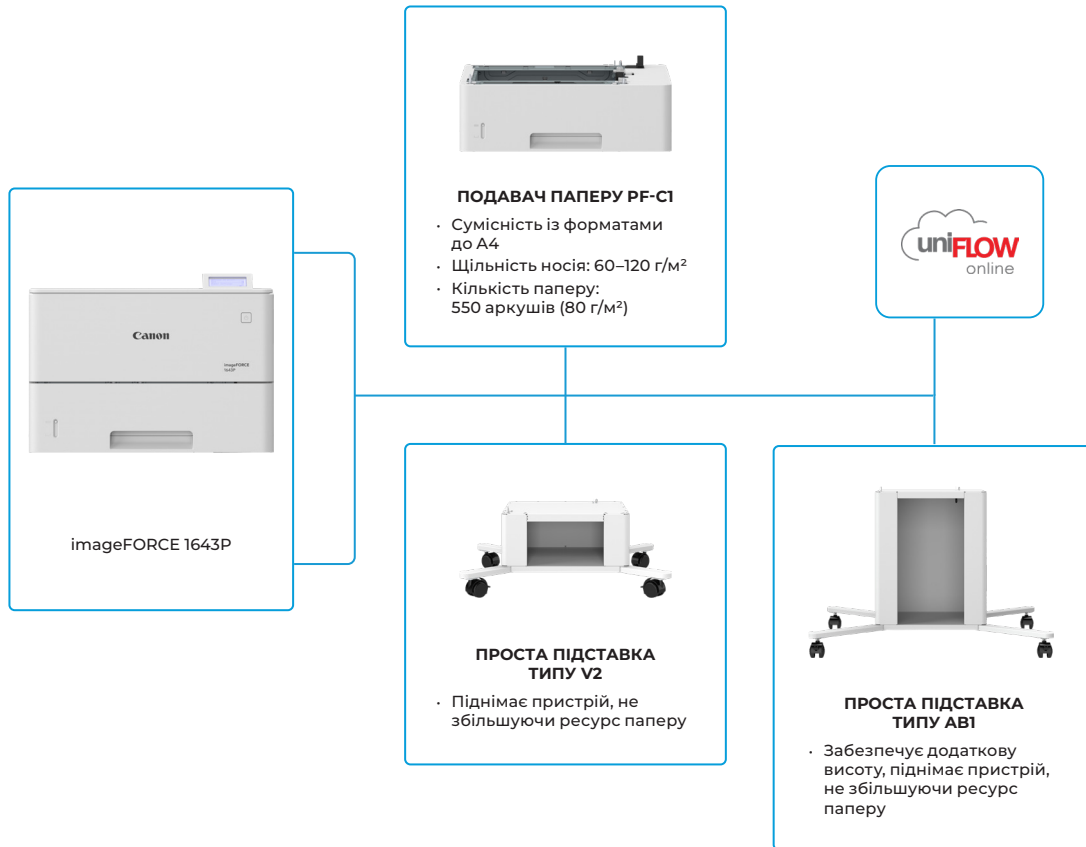 ПОДАВАЧ ПАПЕРУ PF-C1
· Сумісність із форматами
до A4
· Щільність носія: 60–120 г/м²
· Кількість паперу:
550 аркушів (80 г/м²)
uniFLOW
online
Canon
imageFORCE
1643P
imageFORCE 1643P
ПРОСТА ПІДСТАВКА
ТИПУ V2
· Піднімає пристрій, не
збільшуючи ресурс паперу
ПРОСТА ПІДСТАВКА
ТИПУ AB1
· Забезпечує додаткову
висоту, піднімає пристрій,
не збільшуючи ресурс
паперу